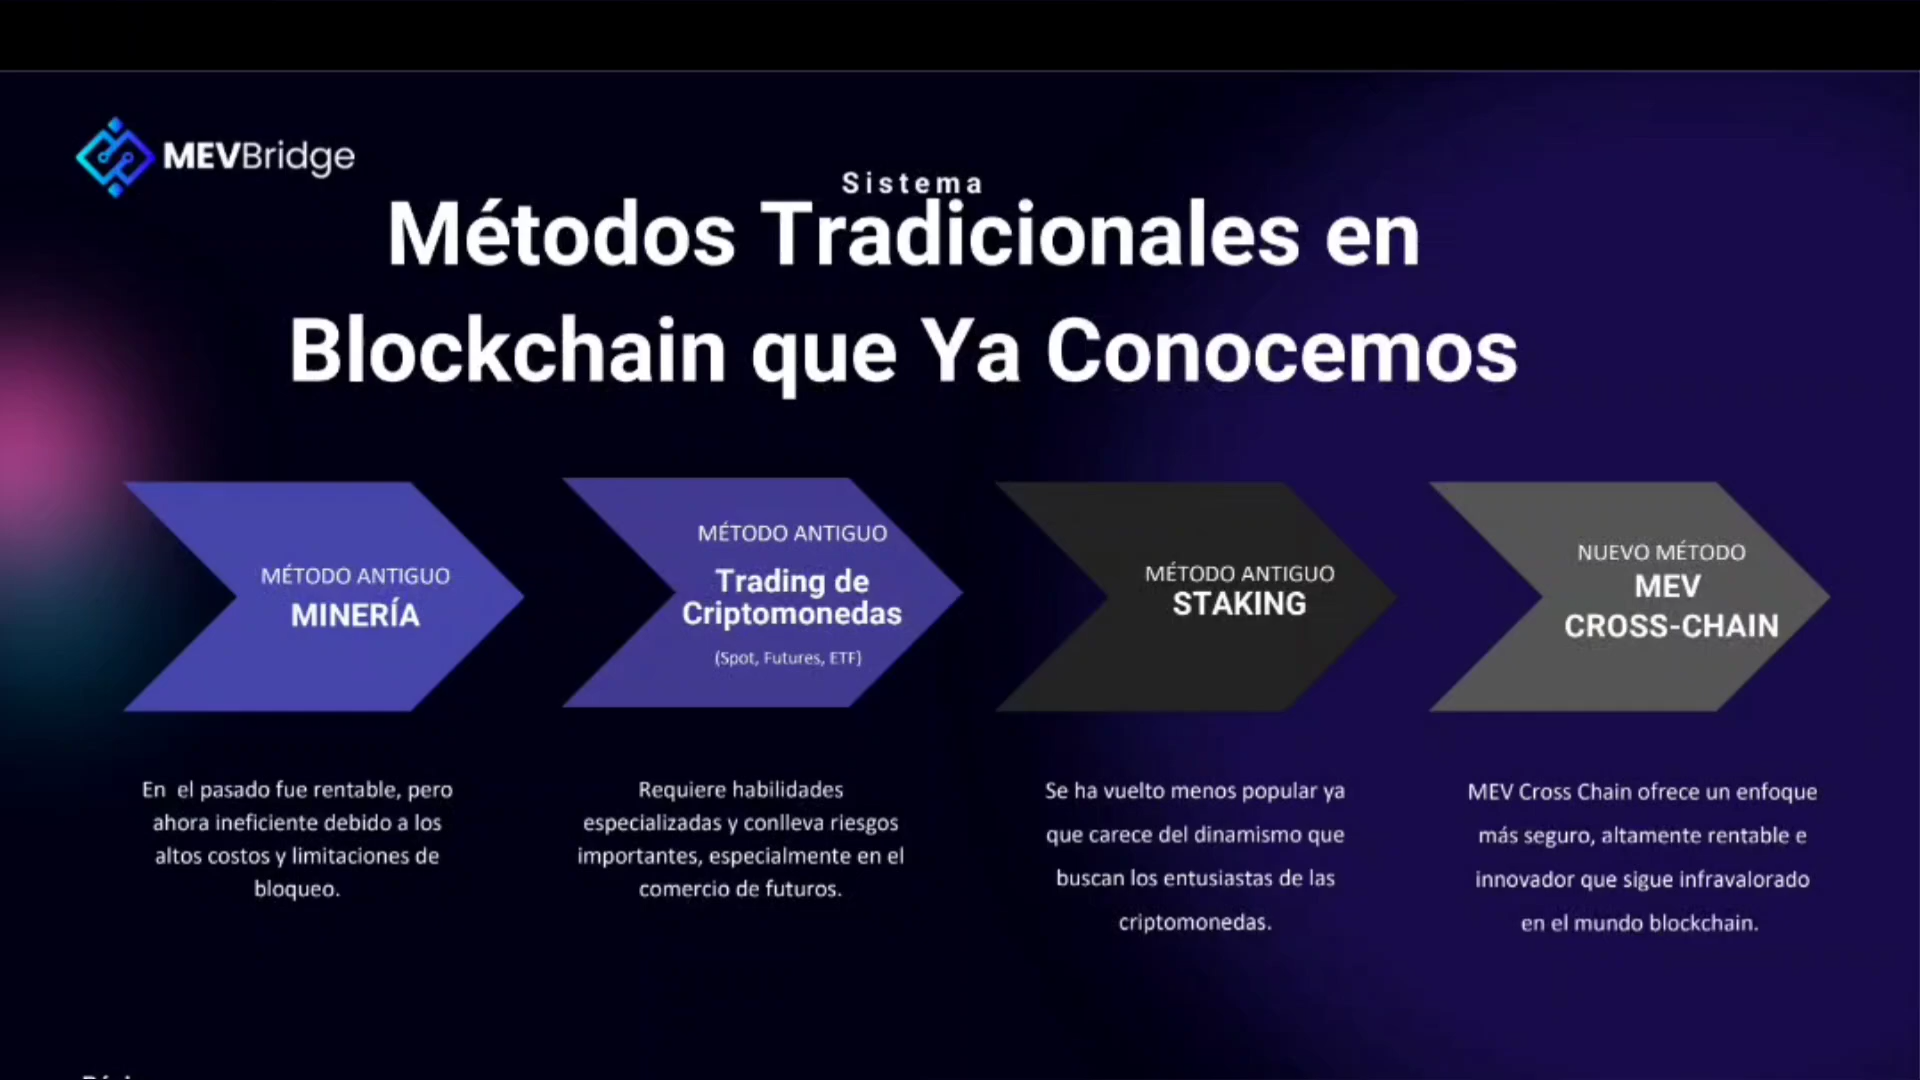 MEVBridge
Sistema
Métodos Tradicionales en
Blockchain que Ya Conocemos
MÉTODO ANTIGUO
MINERÍA
En el pasado fue rentable, pero
ahora ineficiente debido a los
altos costos y limitaciones de
bloqueo.
MÉTODO ANTIGUO
Trading de
Criptomonedas
(Spot, Futures, ETF)
Requiere habilidades
especializadas y conlleva riesgos
importantes, especialmente en el
comercio de futuros.
MÉTODO ANTIGUO
STAKING
Se ha vuelto menos popular ya
que carece del dinamismo que
buscan los entusiastas de las
criptomonedas.
NUEVO MÉTODO
MEV
CROSS-CHAIN
MEV Cross Chain ofrece un enfoque
más seguro, altamente rentable e
innovador que sigue infravalorado
en el mundo blockchain.